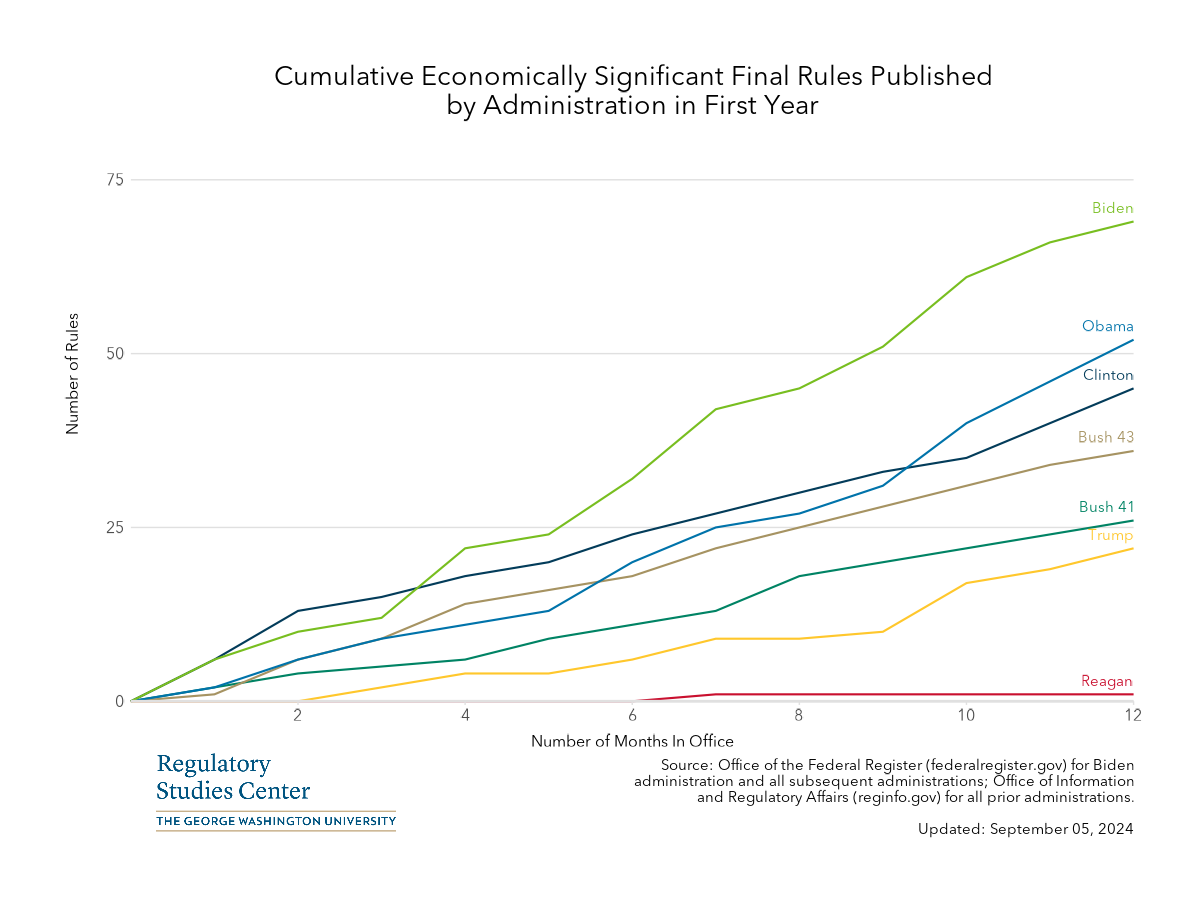 Cumulative Economically Significant Final Rules Published
by Administration in First Year
75
Biden
Number of Rules
Obama
50
Clinton
Bush 43
Bush 41
25
Trump
Reagan
0
2
4
6
8
10
12
Number of Months In Office
Regulatory
Studies Center
THE GEORGE WASHINGTON UNIVERSITY
Source: Office of the Federal Register (federalregister.gov) for Biden
administration and all subsequent administrations; Office of Information
and Regulatory Affairs (reginfo.gov) for all prior administrations.
Updated: September 05, 2024